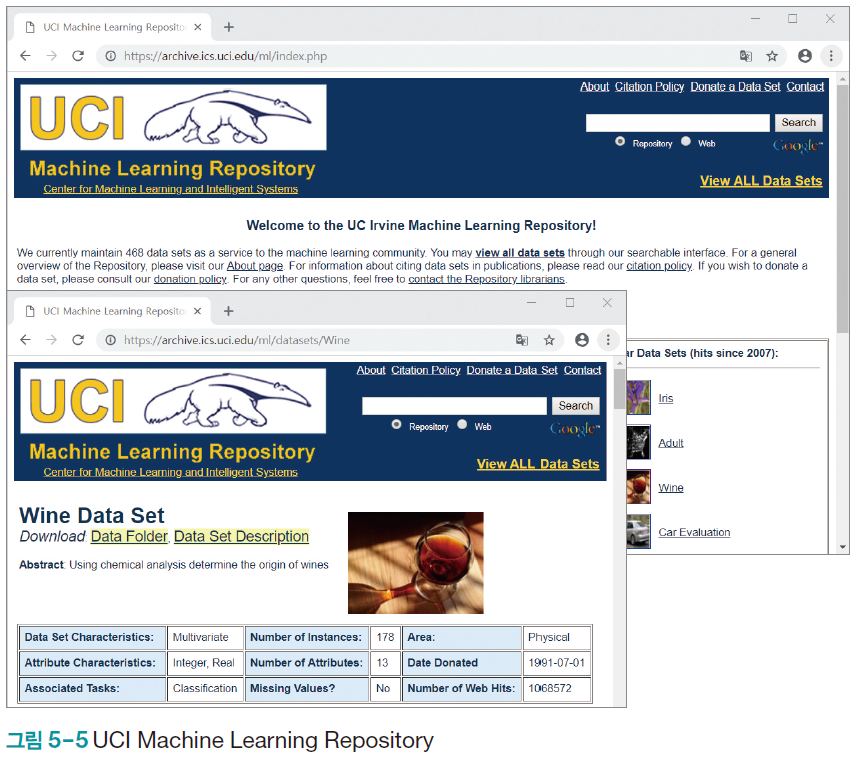 UCI Machine Learning Reposito
https://archive.ics.uci.edu/ml/index.php
About Citation Policy Donate a Data Set Contact
UCI
Search
Repository Web
Google™
Machine Learning Repository
Center for Machine Learning and Intelligent Systems
View ALL Data Sets
Welcome to the UC Irvine Machine Learning Repository!
We currently maintain 468 data sets as a service to the machine learning community. You may view all data sets through our searchable interface. For a general
overview of the Repository, please visit our About page. For information about citing data sets in publications, please read our citation policy. If you wish to donate a
data set, please consult our donation policy. For any other questions, feel free to contact the Repository librarians.
ar Data Sets (hits since 2007):
Iris
Adult
Wine
Car Evaluation
UCI Machine Learning Reposito
https://archive.ics.uci.edu/ml/datasets/Wine
About Citation Policy Donate a Data Set Contact
UCI
Search
Repository Web
Google™
Machine Learning Repository
Center for Machine Learning and Intelligent Systems
View ALL Data Sets
Wine Data Set
Download: Data Folder, Data Set Description
Abstract: Using chemical analysis determine the origin of wines
Data Set Characteristics: Multivariate Number of Instances: 178 Area: Physical
Attribute Characteristics: Integer, Real Number of Attributes: 13 Date Donated 1991-07-01
Associated Tasks: Classification Missing Values? No Number of Web Hits: 1068572
그림 5-5 UCI Machine Learning Repository